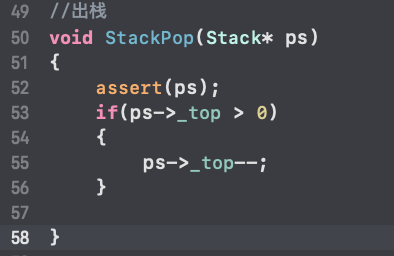 49 //出栈
50 void StackPop(Stack* ps)
51 {
52     assert(ps);
53     if(ps->_top > 0)
54     {
55         ps->_top--;
56     }
57
58 }